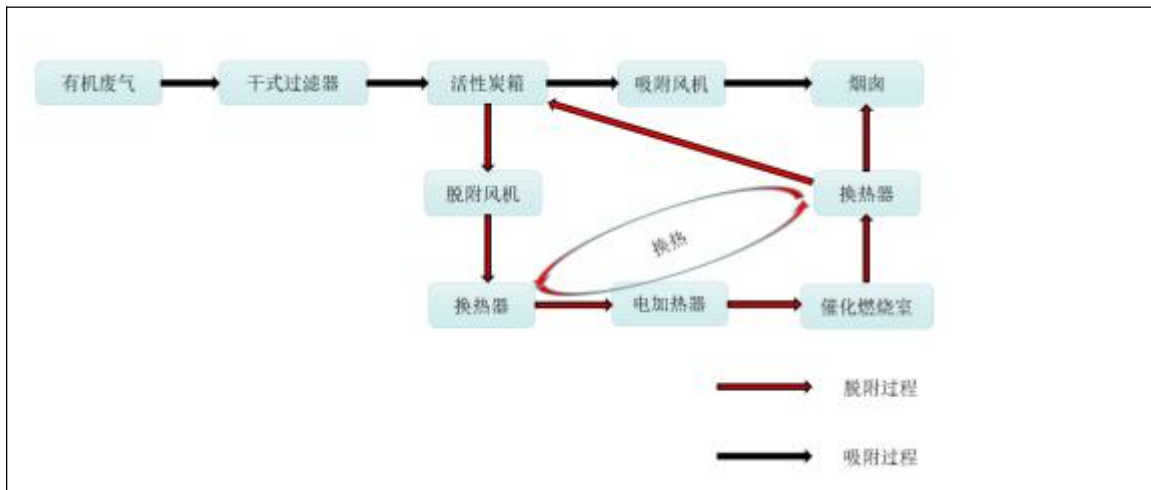 有机废气
干式过滤器
活性炭箱
吸附风机
烟卤
脱附风机
换热器
换热
换热器
电加热器
催化燃烧室
脱附过程
吸附过程